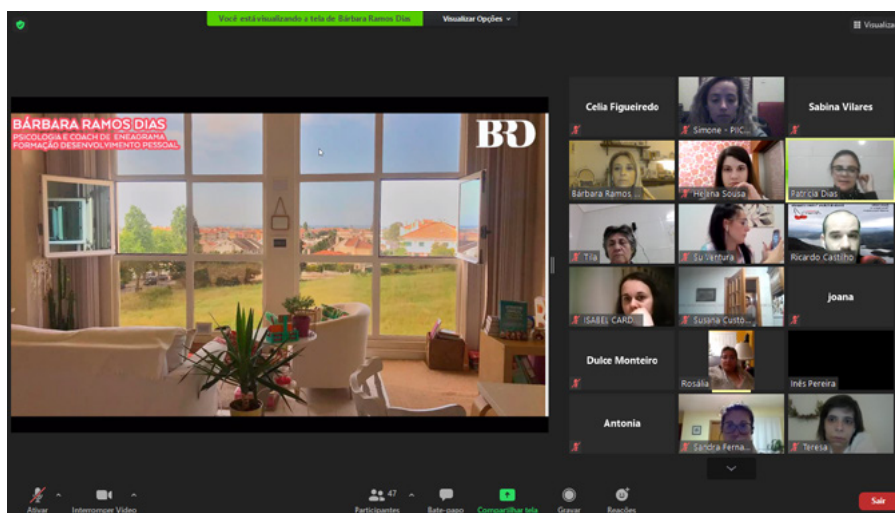 Você está visualizando a tela de Bárbara Ramos Dias
Visualizar Opções
Visualiza
BÁRBARA RAMOS DIAS
PSICOLOGIA E COACH DE ENEAGRAMA
FORMAÇÃO DESENVOLVIMENTO PESSOAL
BRD
Celia Figueiredo
Simone - PIIC...
Sabina Vilares
Bárbara Ramos ...
Helena Sousa
Patrícia Dias
Tila
Su Ventura
Ricardo Castilho
ISABEL CARD
Susana Custó...
joana
Dulce Monteiro
Rosália
Inês Pereira
Antonia
Sandra Ferna...
Teresa
Ativar
Interromper Vídeo
47
Participantes
Bate-papo
Compartilhar tela
Gravar
Reações
Sair